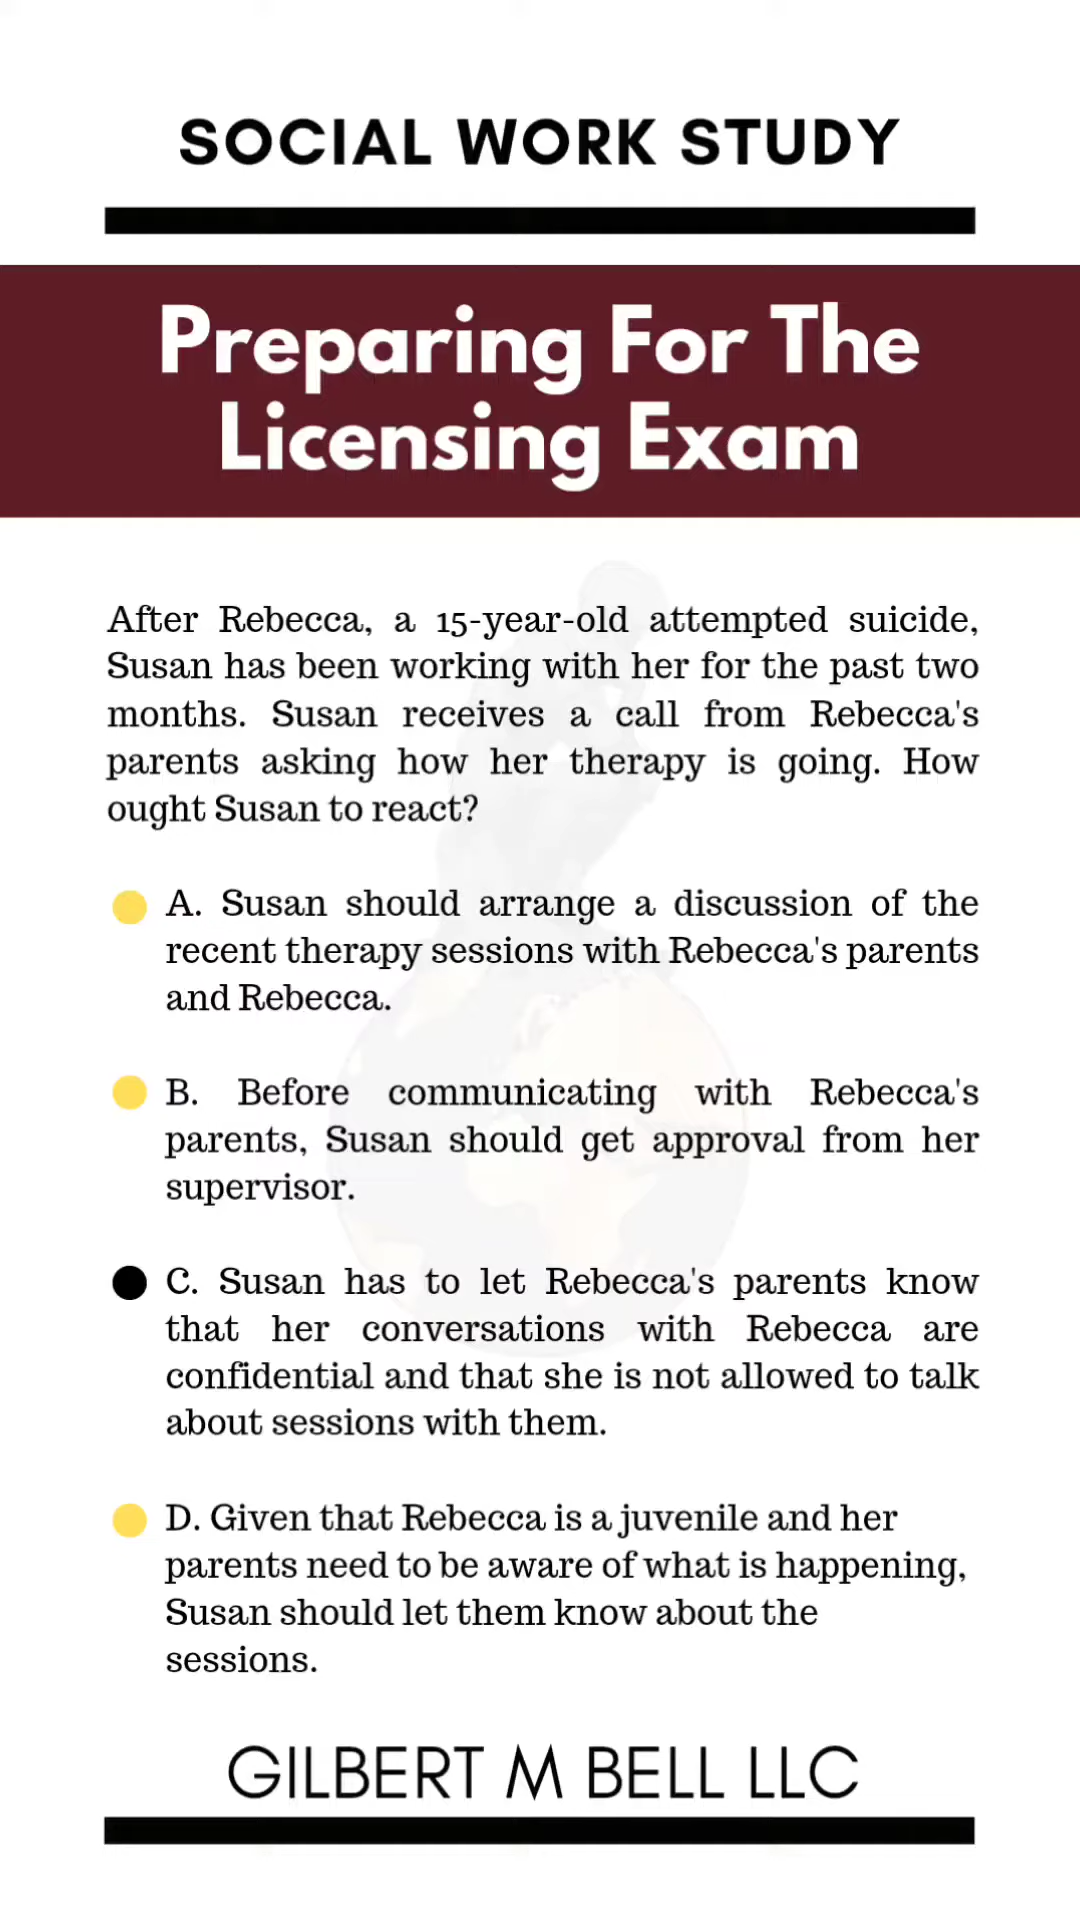 SOCIAL WORK STUDY
Preparing For The
Licensing Exam
After Rebecca, a 15-year-old attempted suicide,
Susan has been working with her for the past two
months. Susan receives a call from Rebecca's
parents asking how her therapy is going. How
ought Susan to react?
A. Susan should arrange a discussion of the
recent therapy sessions with Rebecca's parents
and Rebecca.
B. Before communicating with Rebecca's
parents, Susan should get approval from her
supervisor.
C. Susan has to let Rebecca's parents know
that her conversations with Rebecca are
confidential and that she is not allowed to talk
about sessions with them.
D. Given that Rebecca is a juvenile and her
parents need to be aware of what is happening,
Susan should let them know about the
sessions.
GILBERT M BELL LLC